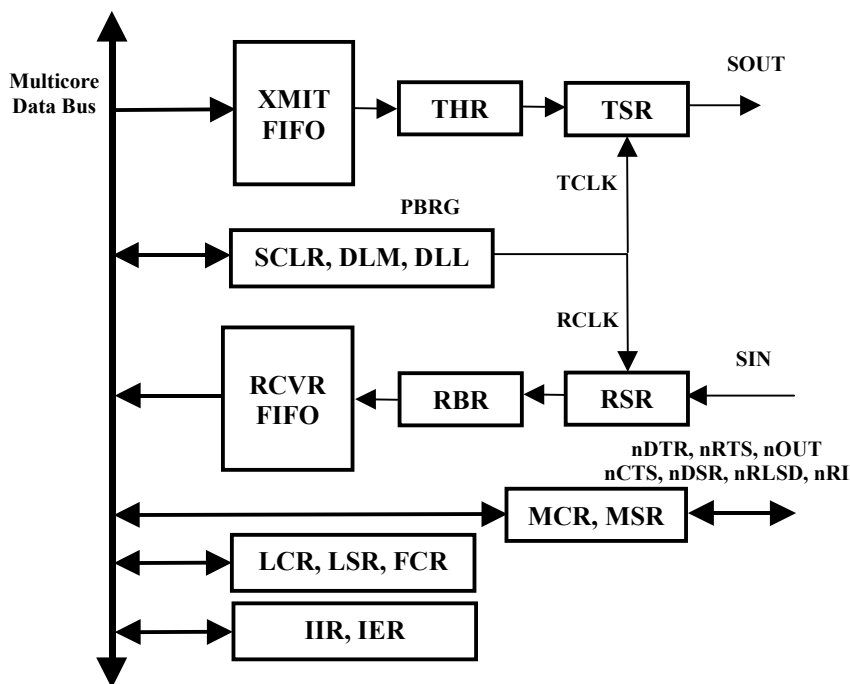 Multicore
Data Bus
XMIT
FIFO
THR
TSR
SOUT
TCLK
PBRG
SCLR, DLM, DLL
RCLK
SIN
RCVR
FIFO
RBR
RSR
nDTR, nRTS, nOUT
nCTS, nDSR, nRLSD, nRI
MCR, MSR
LCR, LSR, FCR
IIR, IER